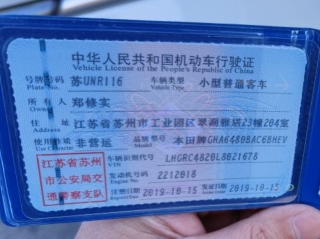 中华人民共和国机动车行驶证
Vehicle License of the People's Republic of China
号牌号码 苏UNR116 车辆类型 小型普通客车
Plate No. Vehicle Type
所有人 郑修实
Owner
住址 江苏省苏州市工业园区翠湖雅居23幢204室
Address
使用性质 非营运 品牌型号 本田牌GHA6480BAC6BHEV
Use Character Model
江苏省苏州市公安局交通警察支队
车辆识别代号 LHGRC4820L8021678
VIN
发动机号码 2212018
Engine No.
注册日期 2019-10-15 发证日期 2019-10-15
Register Date Issue Date